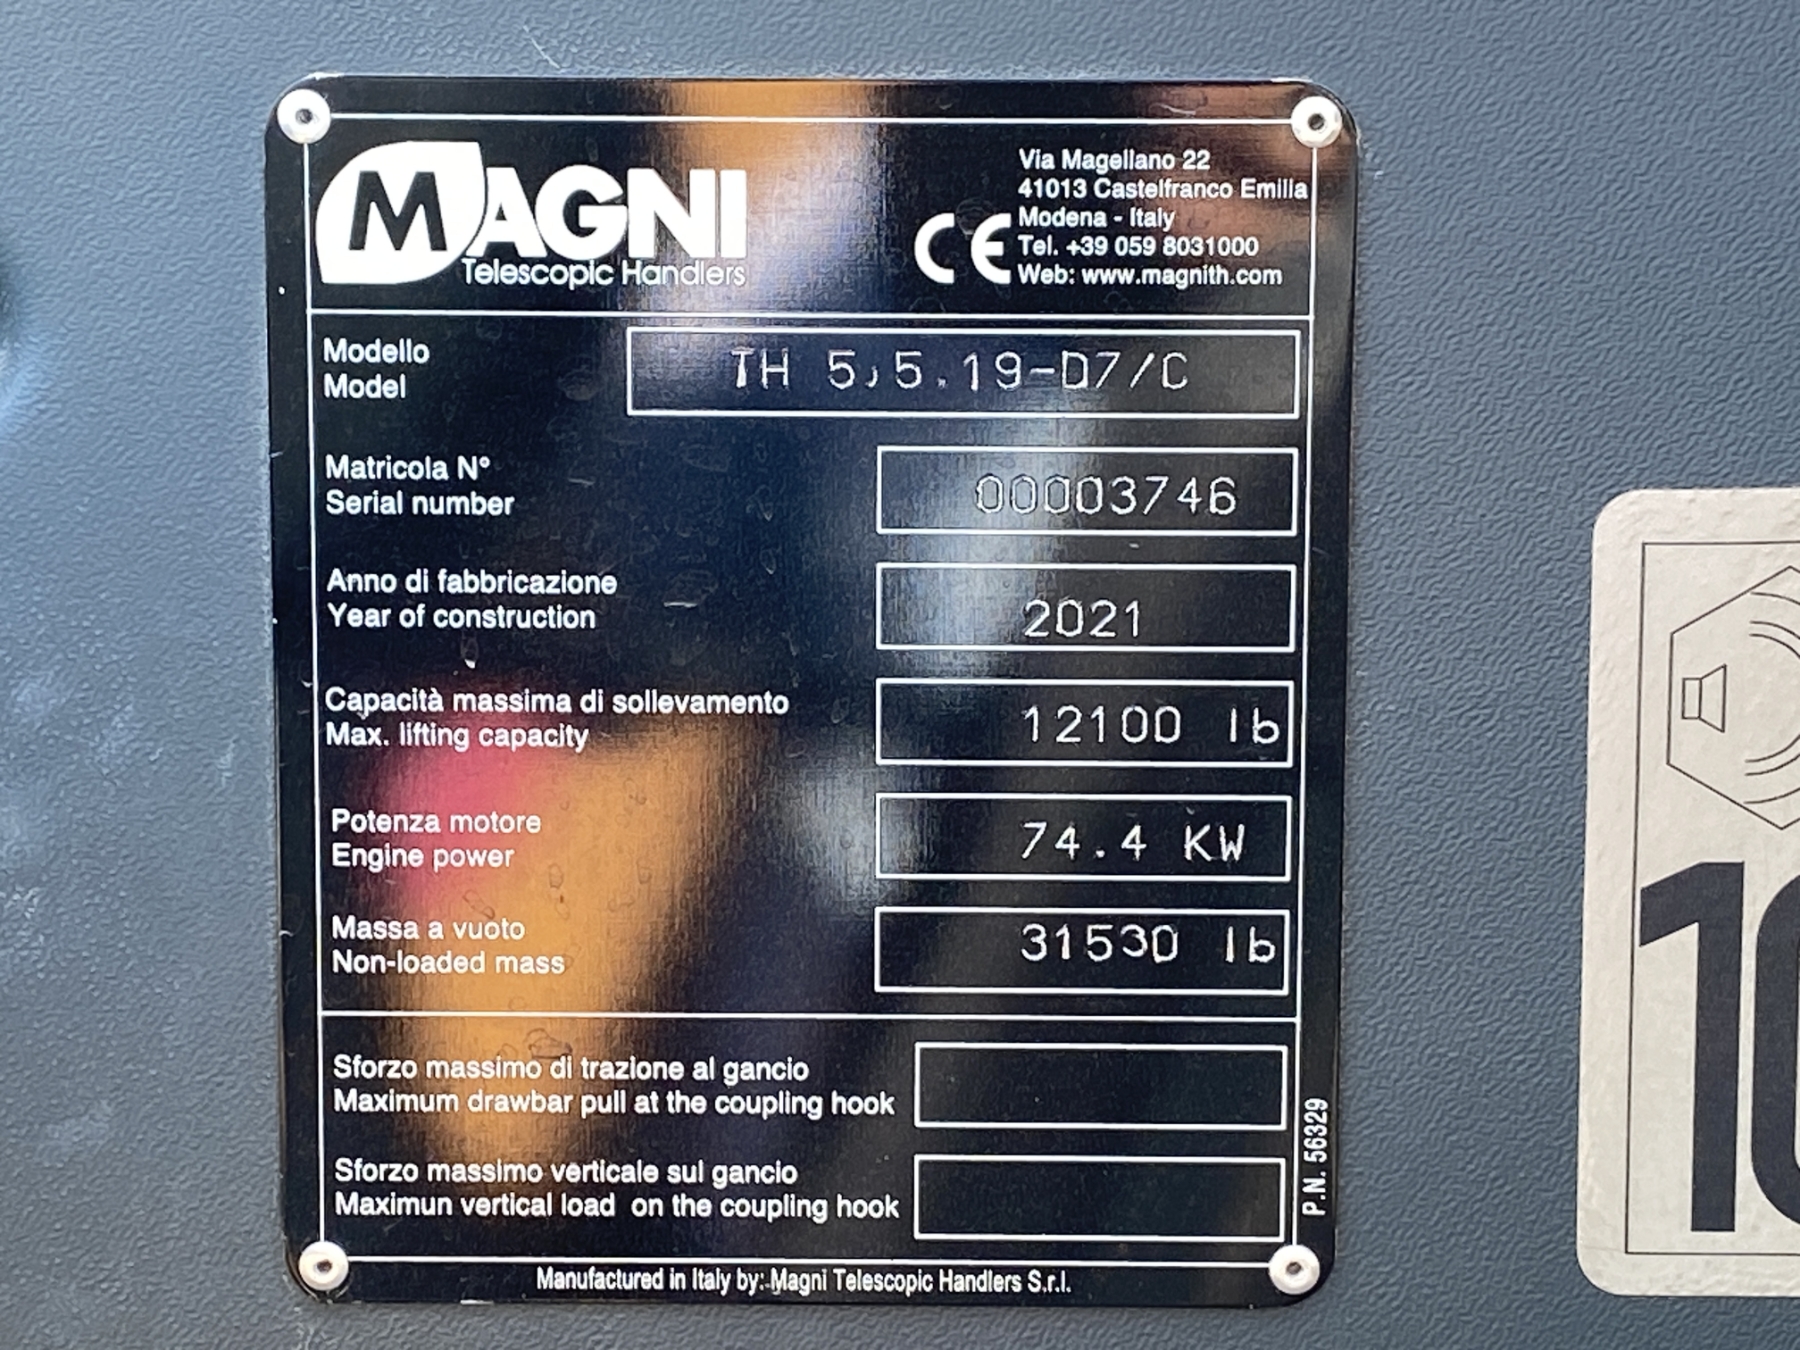 MAGNI
Telescopic Handlers
CE
Via Magellano 22
41013 Castelfranco Emilia
Modena - Italy
Tel. +39 059 8031000
Web: www.magnith.com
Modello
Model
TH 5,5.19-D7/C
Matricola N°
Serial number
00003746
Anno di fabbricazione
Year of construction
2021
Capacità massima di sollevamento
Max. lifting capacity
12100 lb
Potenza motore
Engine power
74.4 KW
Massa a vuoto
Non-loaded mass
31530 lb
Sforzo massimo di trazione al gancio
Maximum drawbar pull at the coupling hook
Sforzo massimo verticale sul gancio
Maximun vertical load on the coupling hook
P.N. 56329
Manufactured in Italy by: Magni Telescopic Handlers S.r.l.